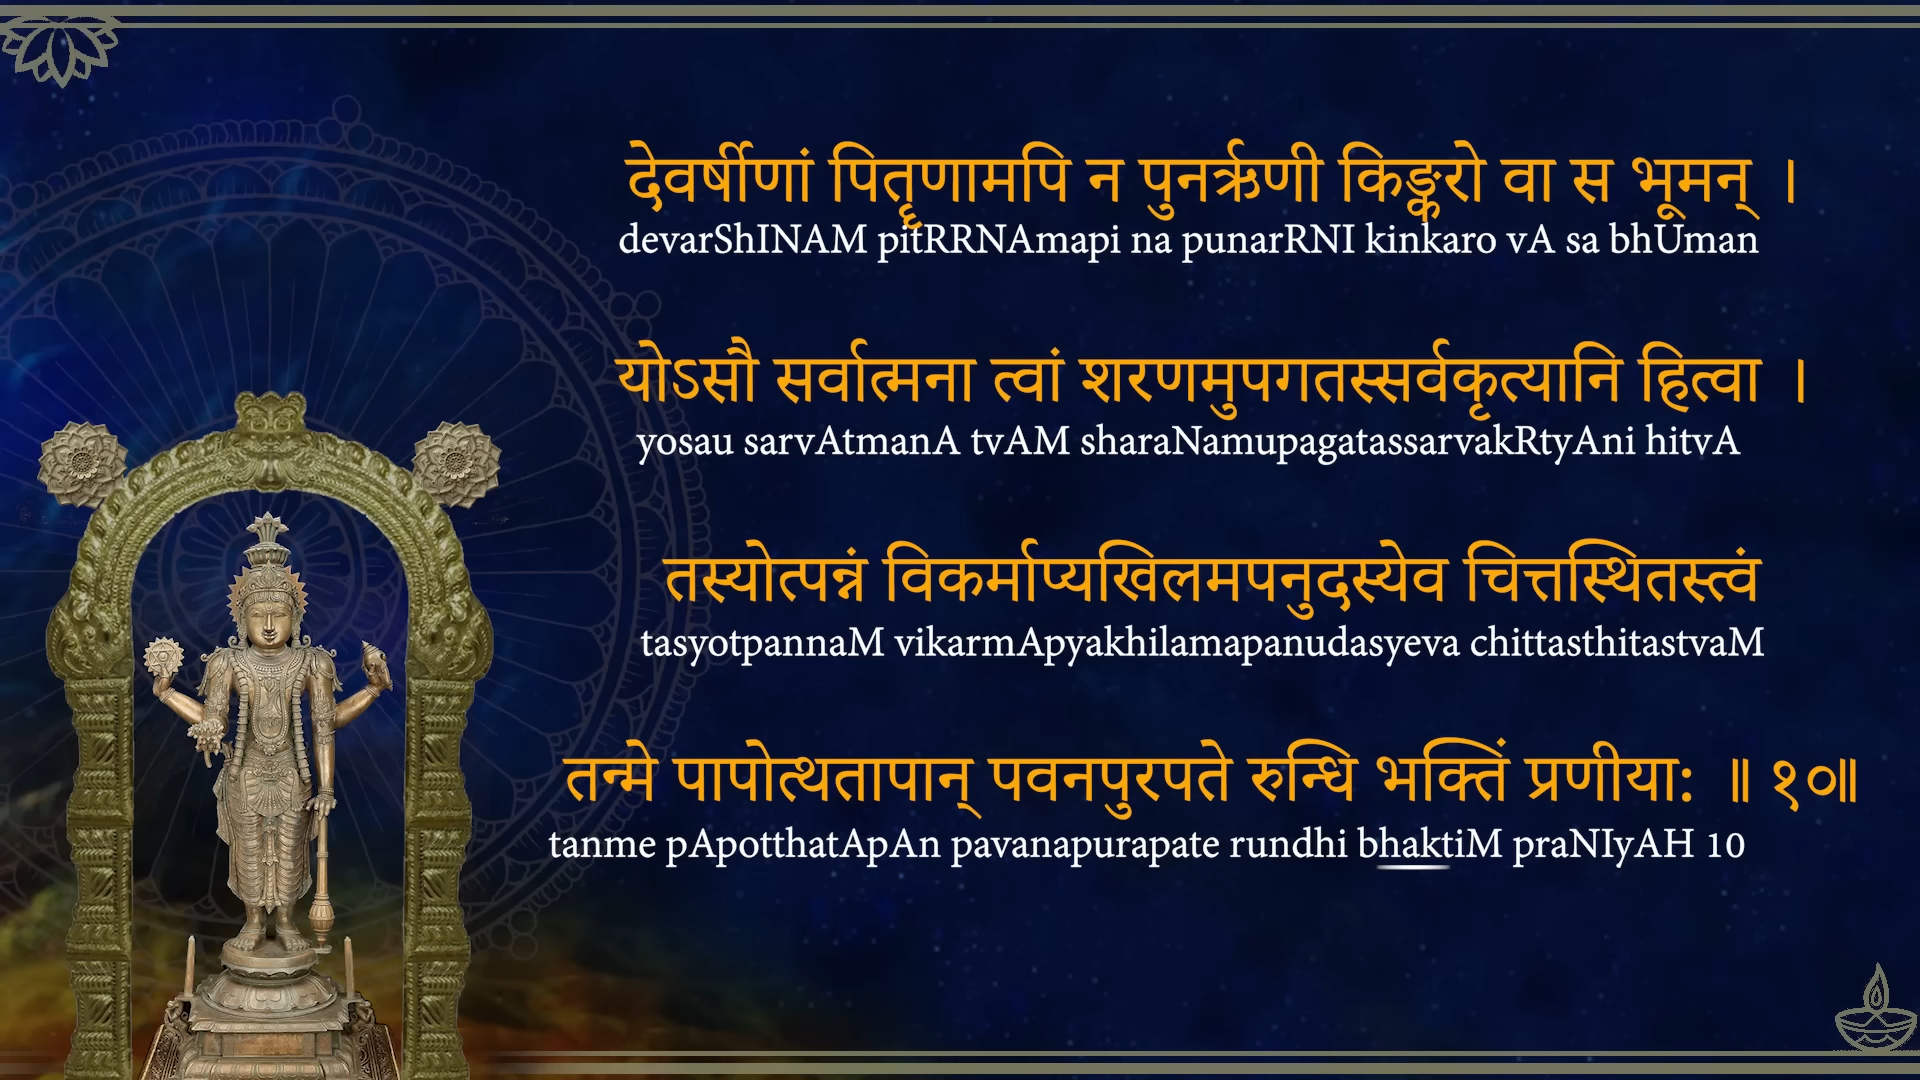 देवर्षीणां पितॄणामपि न पुनरृणी किङ्करो वा स भूमन् ।
devarShINAM pitRRNAmapi na punarRNI kinkaro vA sa bhUman
योऽसौ सर्वात्मना त्वां शरणमुपगतस्सर्वकृत्यानि हित्वा ।
yosau sarvAtmanA tvAM sharaNamupagatassarvakRtyAni hitvA
तस्योत्पन्नं विकर्माप्यखिलमपनुदस्येव चित्तस्थितस्त्वं
tasyotpannaM vikarmApyakhilamapanudasyeva chittasthitastvaM
तन्मे पापोत्थतापान् पवनपुरपते रुन्धि भक्तिं प्रणीयाः ॥ १०॥
tanme pApotthatApAn pavanapurapate rundhi bhaktiM praNIyAH 10